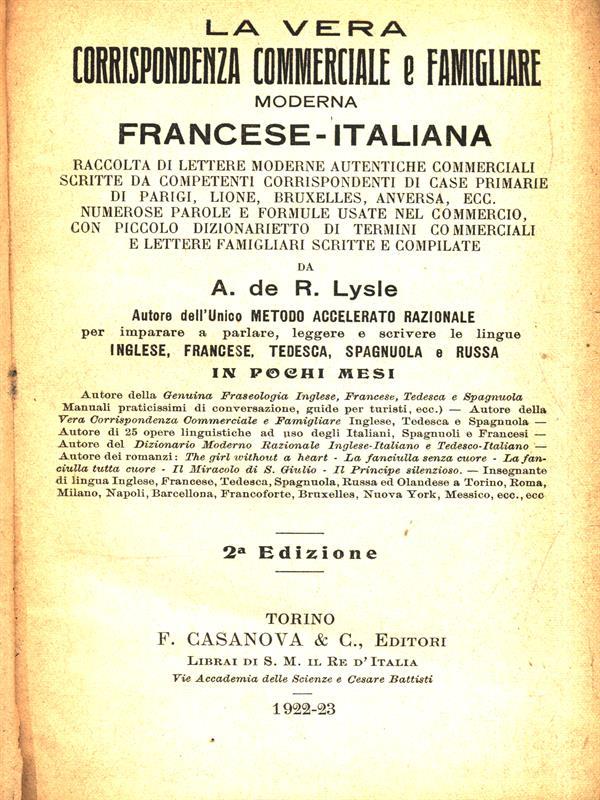 LA VERA
CORRISPONDENZA COMMERCIALE e FAMIGLIARE
MODERNA
FRANCESE-ITALIANA
RACCOLTA DI LETTERE MODERNE AUTENTICHE COMMERCIALI
SCRITTE DA COMPETENTI CORRISPONDENTI DI CASE PRIMARIE
DI PARIGI, LIONE, BRUXELLES, ANVERSA, ECC.
NUMEROSE PAROLE E FORMULE USATE NEL COMMERCIO,
CON PICCOLO DIZIONARIETTO DI TERMINI COMMERCIALI
E LETTERE FAMIGLIARI SCRITTE E COMPILATE
DA
A. de R. Lysle
Autore dell'Unico METODO ACCELERATO RAZIONALE
per imparare a parlare, leggere e scrivere le lingue
INGLESE, FRANCESE, TEDESCA, SPAGNUOLA e RUSSA
IN POCHI MESI
Autore della Genuina Fraseologia Inglese, Francese, Tedesca e Spagnuola
Manuali praticissimi di conversazione, guide per turisti, ecc.) — Autore della
Vera Corrispondenza Commerciale e Famigliare Inglese, Tedesca e Spagnuola —
Autore di 25 opere linguistiche ad uso degli Italiani, Spagnuoli e Francesi —
Autore del Dizionario Moderno Razionale Inglese-Italiano e Tedesco-Italiano —
Autore dei romanzi: The girl without a heart - La fanciulla senza cuore - La fan-
ciulla tutta cuore - Il Miracolo di S. Giulio - Il Principe silenzioso. — Insegnante
di lingua Inglese, Francese, Tedesca, Spagnuola, Russa ed Olandese a Torino, Roma,
Milano, Napoli, Barcellona, Francoforte, Bruxelles, Nuova York, Messico, ecc., ecc
2ª Edizione
TORINO
F. CASANOVA & C., EDITORI
LIBRAI DI S. M. IL RE D'ITALIA
Vie Accademia delle Scienze e Cesare Battisti
1922-23